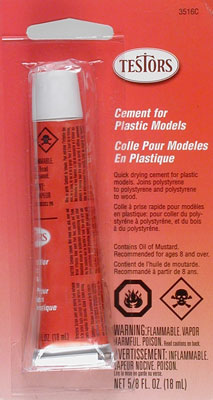 3516C
TESTORS
Cement for
Plastic Models
Colle Pour Modeles
En Plastique
Quick drying cement for plastic
models. Joins polystyrene
to polystyrene and polystyrene
to wood.
Colle à prise rapide pour modèles
en plastique: pour coller du poly-
styrène à polystyrène, et du bois
à du polystyrène.
Contains Oil of Mustard.
Recommended for ages 8 and over.
Contient de l'huile de moutarde.
Recommandé à partir de 8 ans.
WARNING: FLAMMABLE. VAPOR
HARMFUL. POISON. Read cautions on back.
AVERTISSEMENT: INFLAMMABLE.
VAPEUR NOCIVE. POISON.
NET 5/8 FL. OZ. (18 mL)